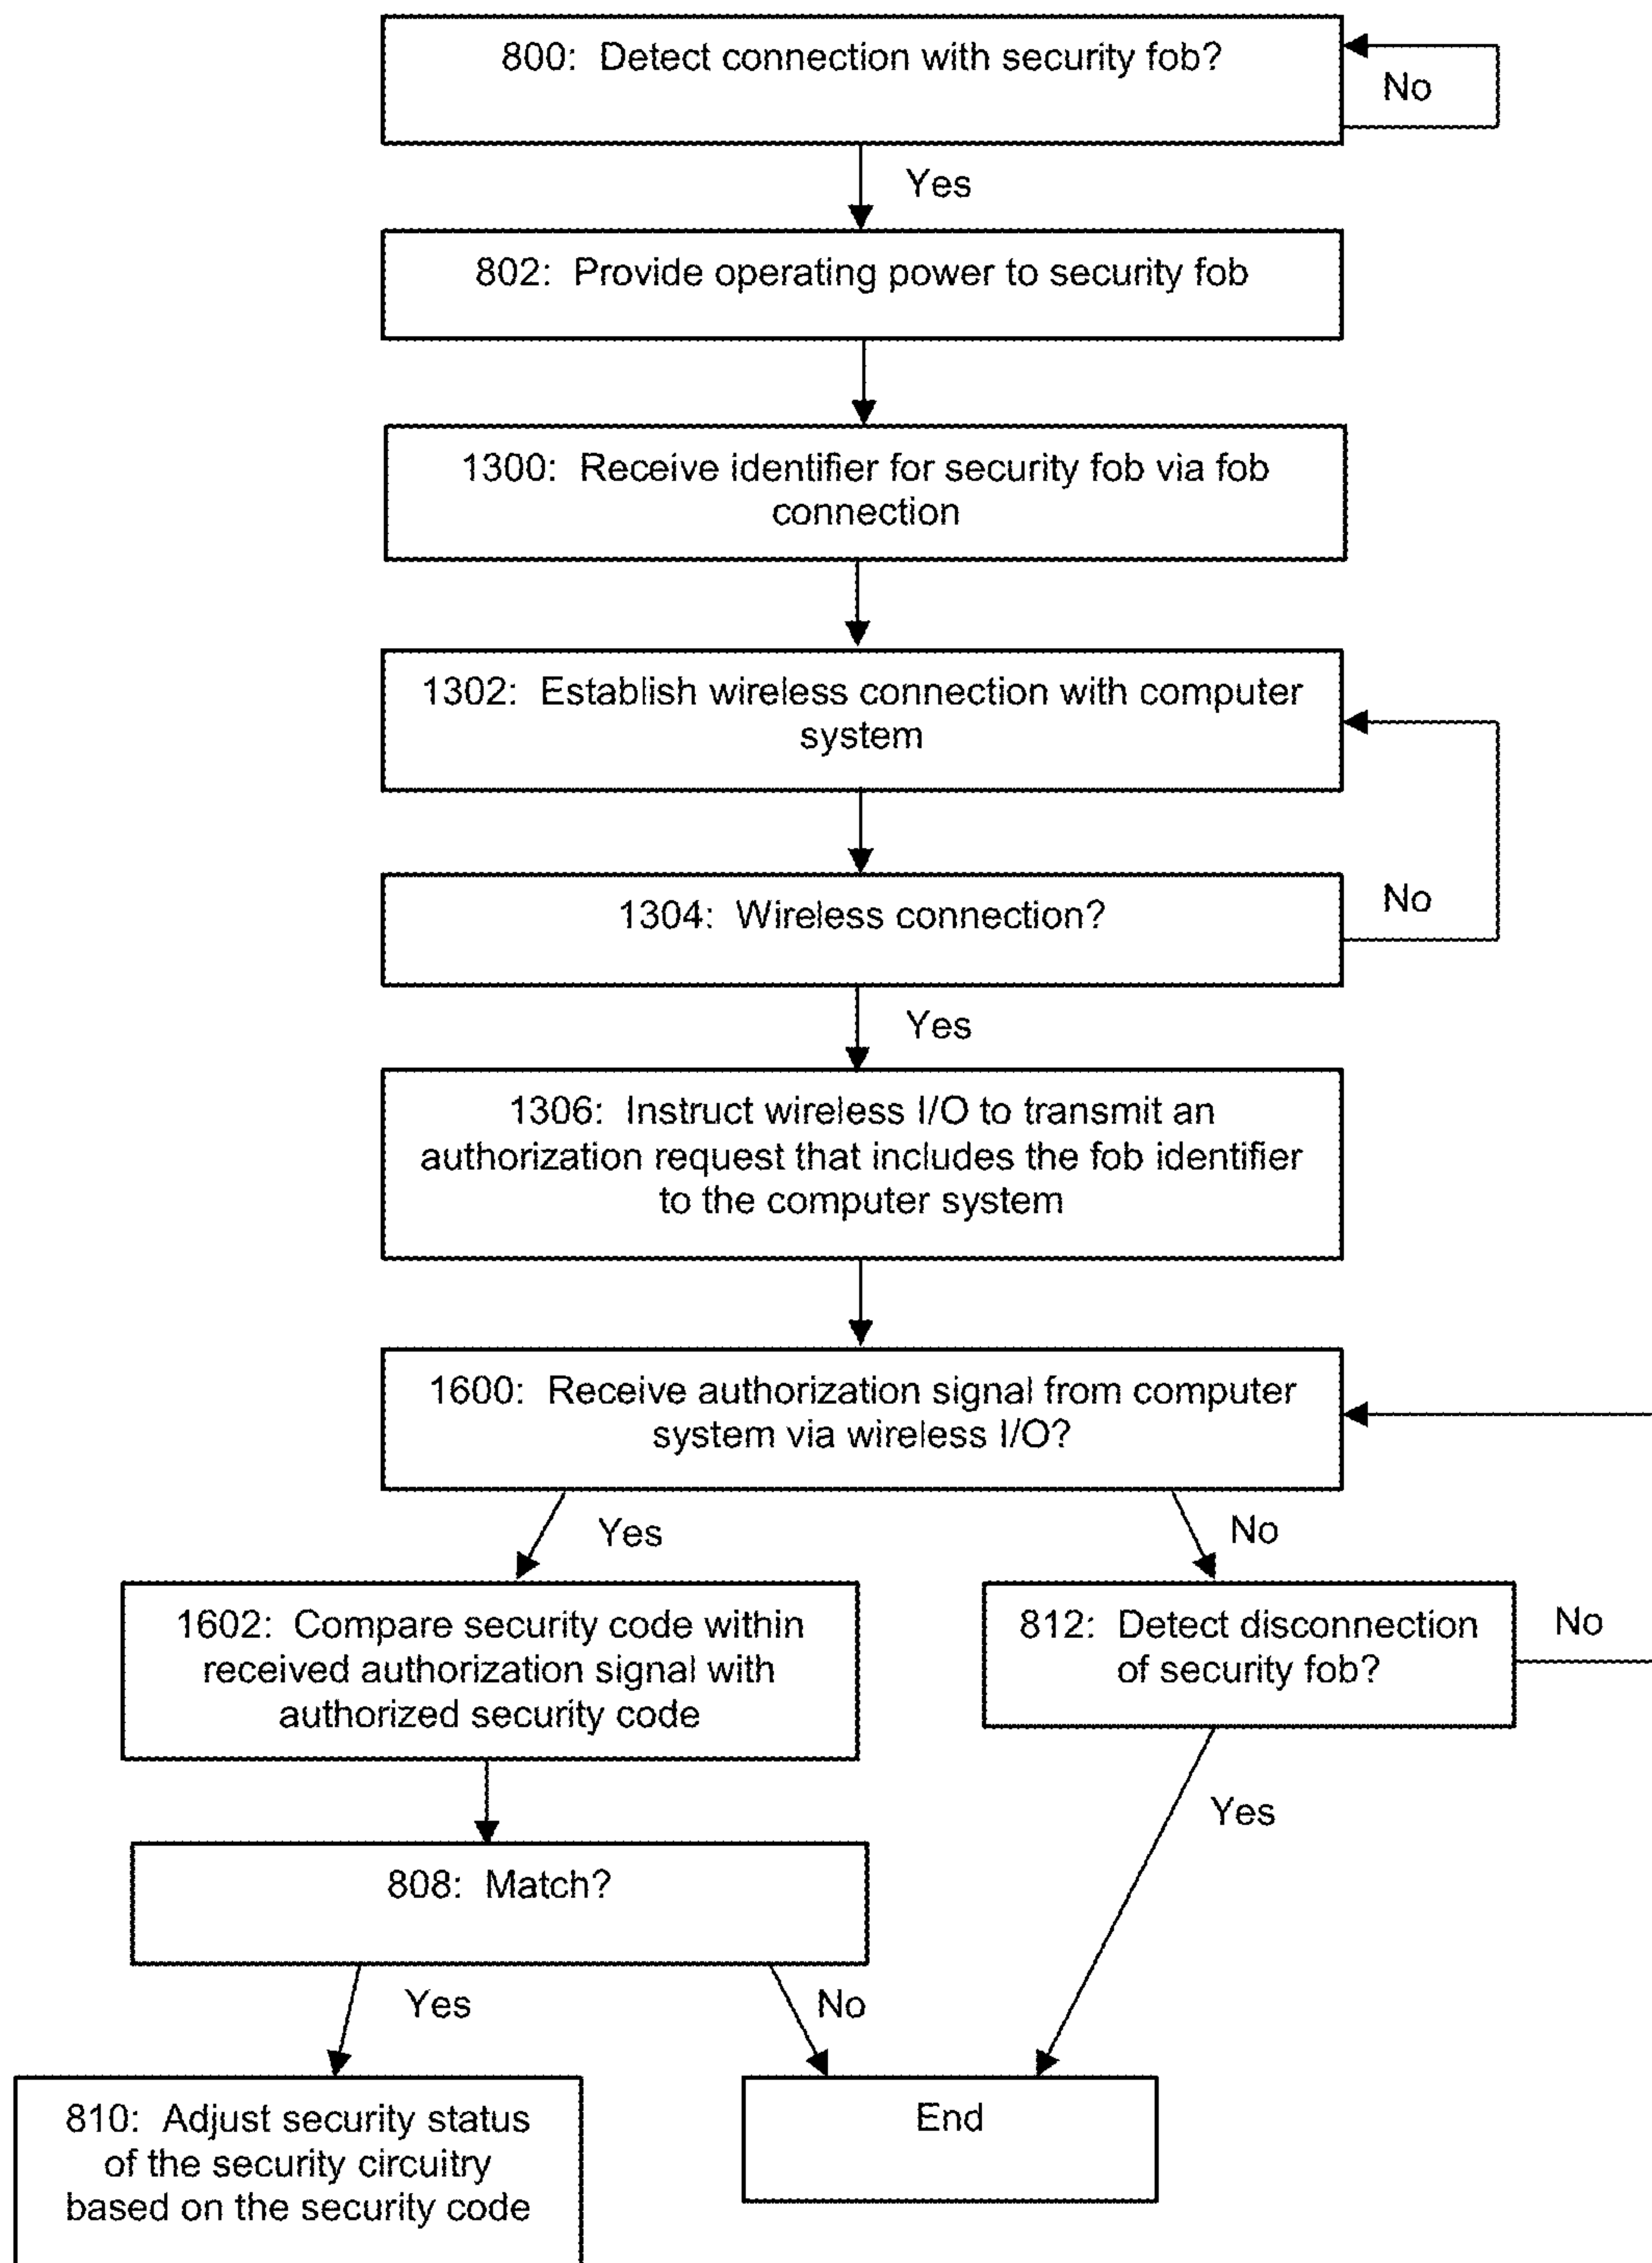 800: Detect connection with security fob?
No
Yes
802: Provide operating power to security fob
1300: Receive identifier for security fob via fob
connection
1302: Establish wireless connection with computer
system
1304: Wireless connection?
No
Yes
1306: Instruct wireless I/O to transmit an
authorization request that includes the fob identifier
to the computer system
1600: Receive authorization signal from computer
system via wireless I/O?
Yes
No
1602: Compare security code within
received authorization signal with
authorized security code
812: Detect disconnection
of security fob?
No
Yes
808: Match?
Yes
No
810: Adjust security status
of the security circuitry
based on the security code
End